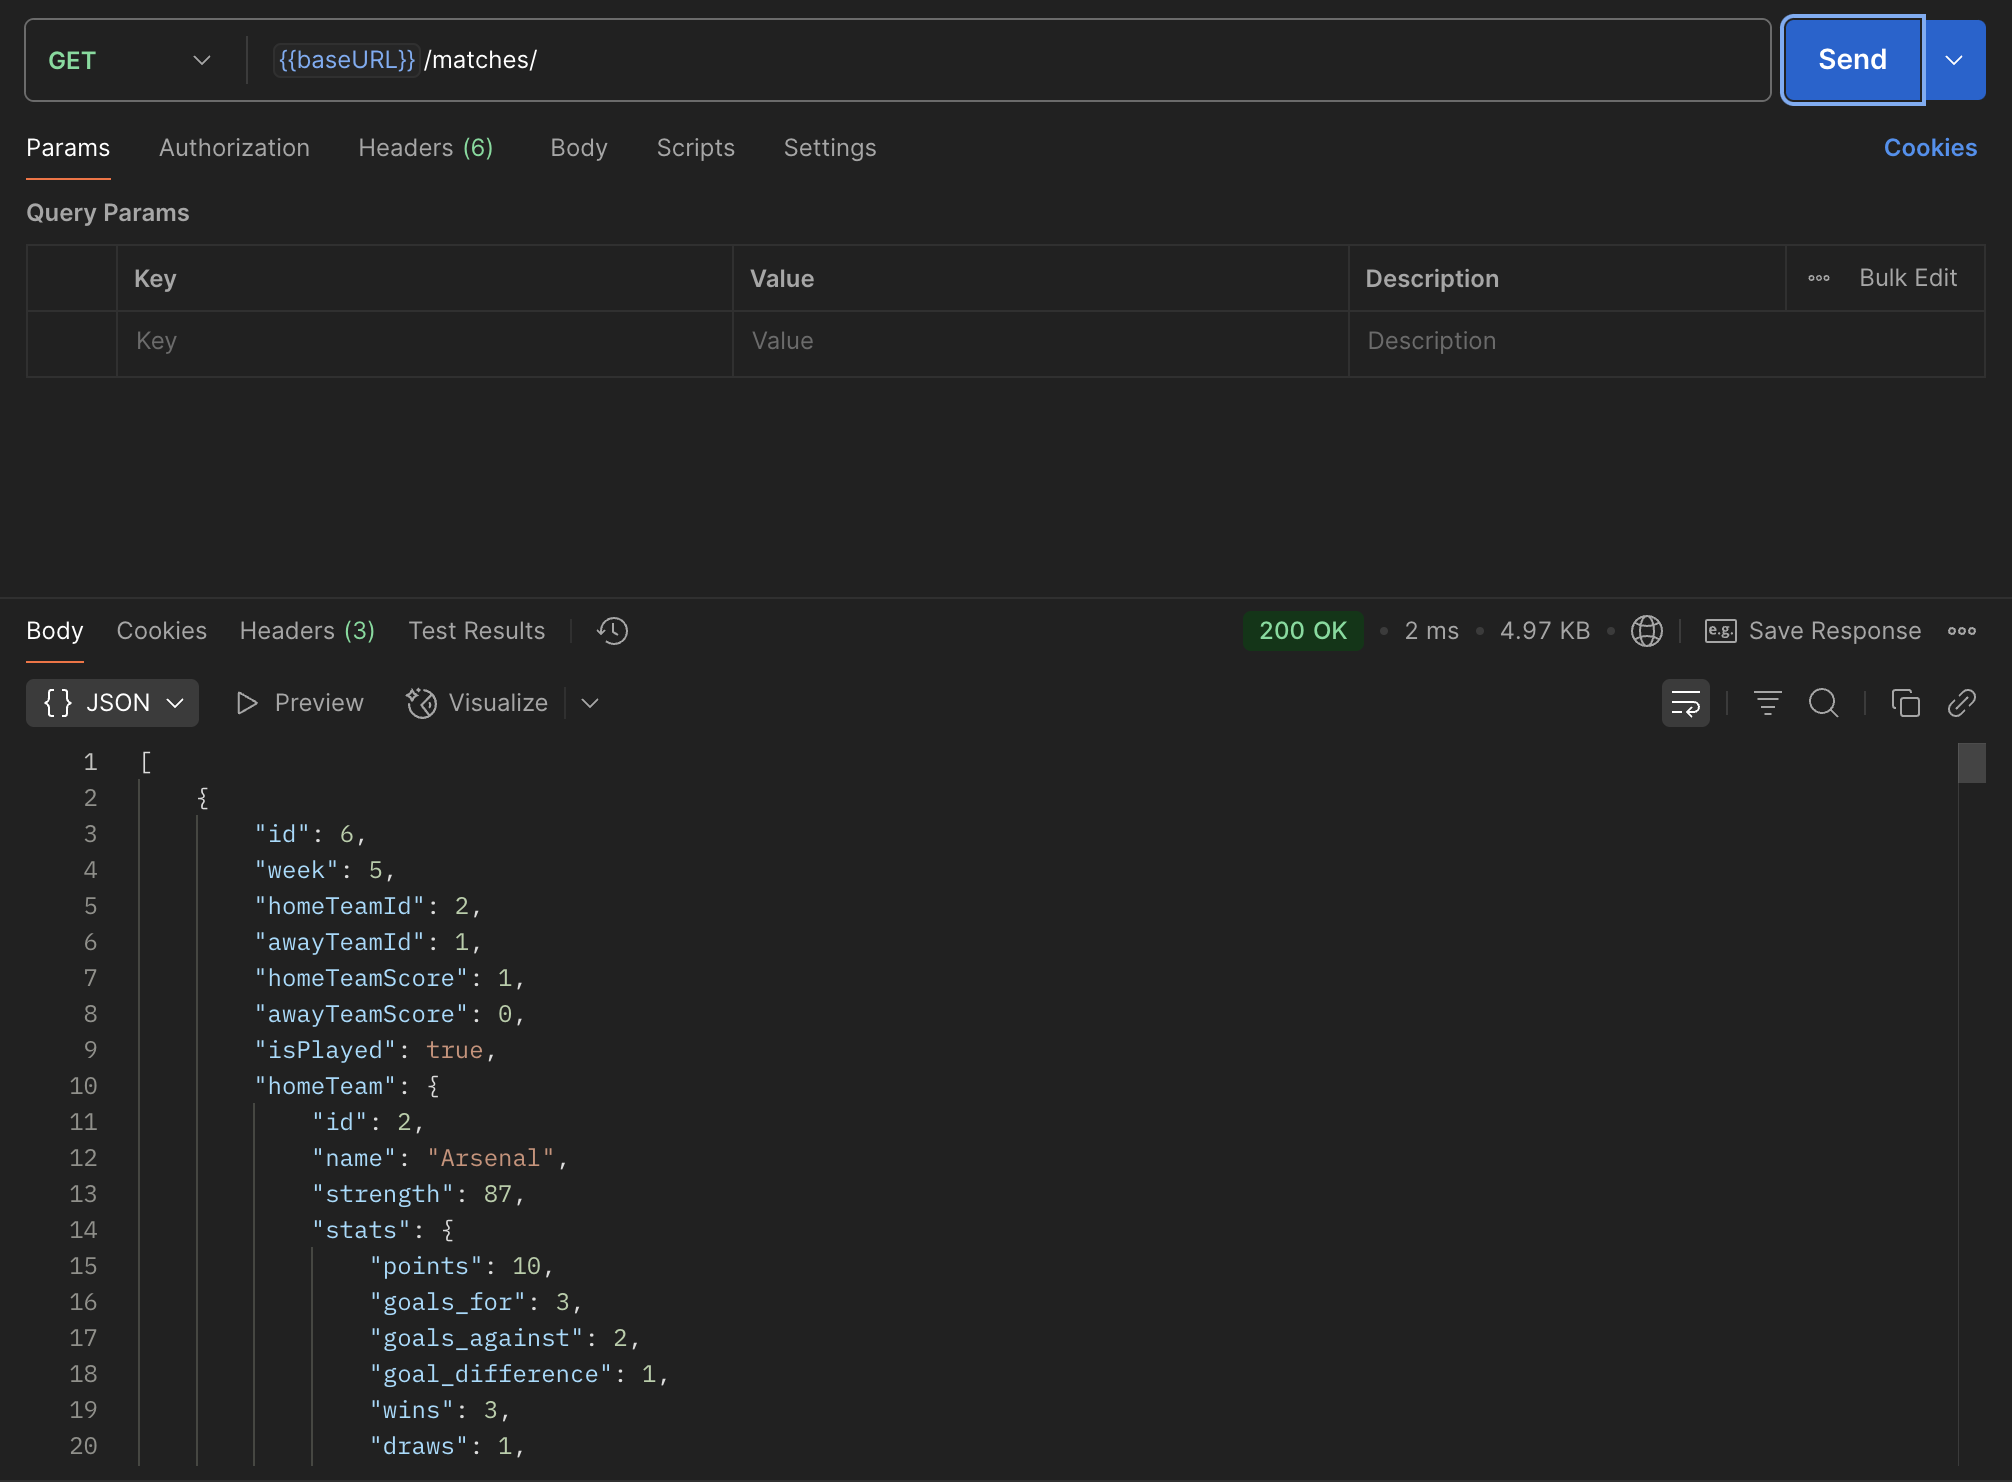 GET {{baseURL}}/matches/ Send
Params Authorization Headers (6) Body Scripts Settings Cookies
Query Params
Key Value Description Bulk Edit
Key Value Description
Body Cookies Headers (3) Test Results 200 OK • 2 ms • 4.97 KB • e.g. Save Response
{} JSON Preview Visualize
1 [
2 {
3 "id": 6,
4 "week": 5,
5 "homeTeamId": 2,
6 "awayTeamId": 1,
7 "homeTeamScore": 1,
8 "awayTeamScore": 0,
9 "isPlayed": true,
10 "homeTeam": {
11 "id": 2,
12 "name": "Arsenal",
13 "strength": 87,
14 "stats": {
15 "points": 10,
16 "goals_for": 3,
17 "goals_against": 2,
18 "goal_difference": 1,
19 "wins": 3,
20 "draws": 1,